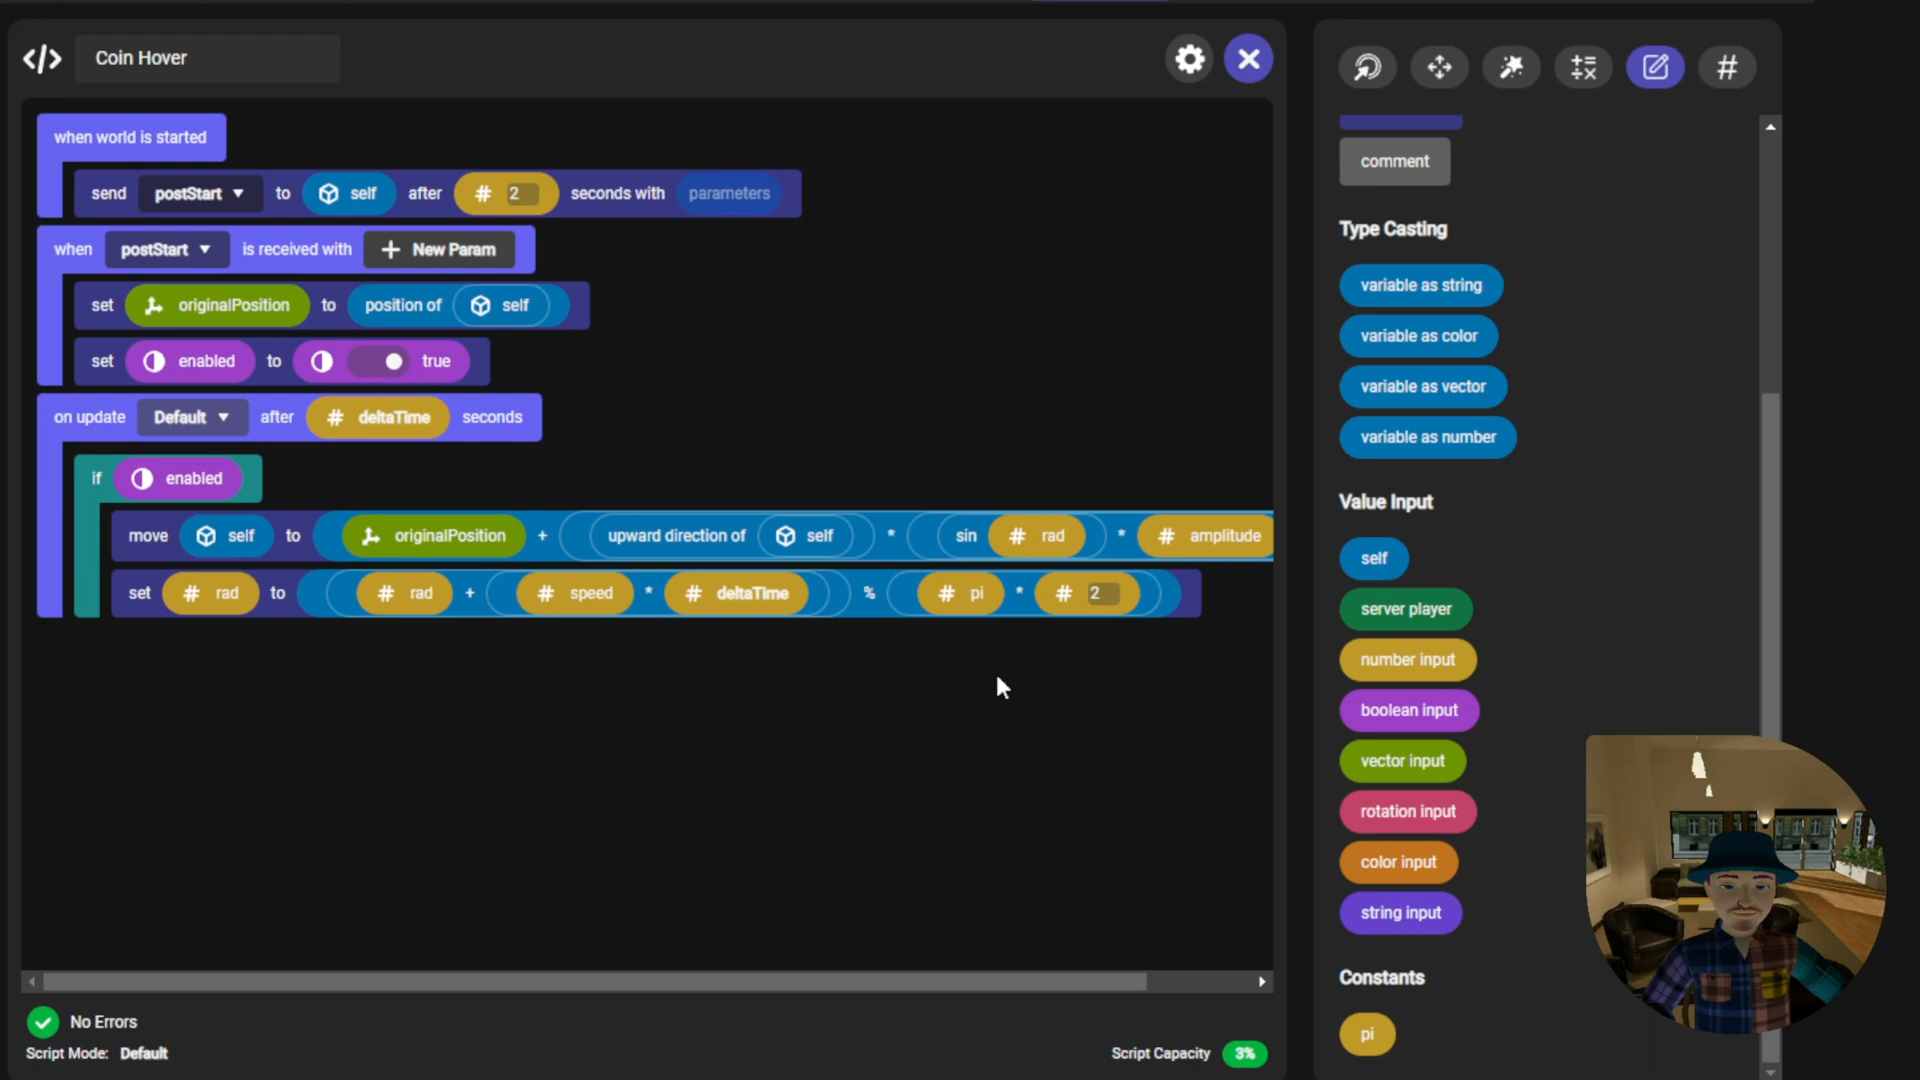 </> Coin Hover
when world is started
send postStart to self after # 2 seconds with parameters
when postStart is received with + New Param
set originalPosition to position of self
set enabled to true
on update Default after # deltaTime seconds
if enabled
move self to originalPosition + upward direction of self * sin # rad * # amplitude
set # rad to # rad + # speed * # deltaTime % # pi * # 2
No Errors
Script Mode: Default
Script Capacity 3%
#
comment
Type Casting
variable as string
variable as color
variable as vector
variable as number
Value Input
self
server player
number input
boolean input
vector input
rotation input
color input
string input
Constants
pi